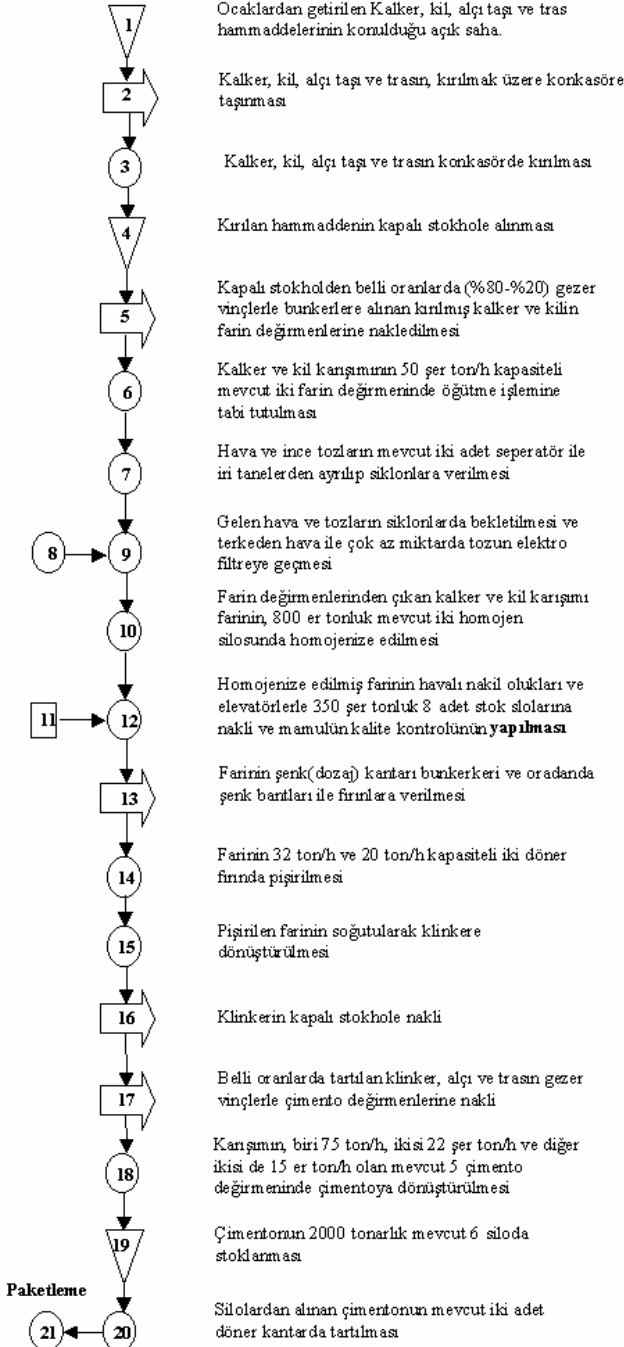 1
Ocaklardan getirilen Kalker, kil, alçı taşı ve tras
hammaddelerinin konulduğu açık saha.
2
Kalker, kil, alçı taşı ve trasın, kırılmak üzere konkasöre
taşınması
3
Kalker, kil, alçı taşı ve trasın konkasörde kırılması
4
Kırılan hammaddenin kapalı stokhole alınması
5
Kapalı stokholden belli oranlarda (%80-%20) gezer
vinçlerle bunkerlere alınan kırılmış kalker ve kilin
farin değirmenlerine nakledilmesi
6
Kalker ve kil karışımının 50 şer ton/h kapasiteli
mevcut iki farin değirmeninde öğütme işlemine
tabi tutulması
7
Hava ve ince tozların mevcut iki adet seperatör ile
iri tanelerden ayrılıp siklonlara verilmesi
8
9
Gelen hava ve tozların siklonlarda bekletilmesi ve
terkeden hava ile çok az miktarda tozun elektro
filtreye geçmesi
10
Farin değirmenlerinden çıkan kalker ve kil karışımı
farinin, 800 er tonluk mevcut iki homojen
silosunda homojenize edilmesi
11
12
Homojenize edilmiş farinin havalı nakil olukları ve
elevatörlerle 350 şer tonluk 8 adet stok slolarına
nakli ve mamulün kalite kontrolünün yapılması
13
Farinin şenk(dozaj) kantarı bunkerkeri ve oradanda
şenk bantları ile fırınlara verilmesi
14
Farinin 32 ton/h ve 20 ton/h kapasiteli iki döner
fırında pişirilmesi
15
Pişirilen farinin soğutularak klinkere
dönüştürülmesi
16
Klinkerin kapalı stokhole nakli
17
Belli oranlarda tartılan klinker, alçı ve trasın gezer
vinçlerle çimento değirmenlerine nakli
18
Karışımın, biri 75 ton/h, ikisi 22 şer ton/h ve diğer
ikisi de 15 er ton/h olan mevcut 5 çimento
değirmeninde çimentoya dönüştürülmesi
19
Çimentonun 2000 tonarlık mevcut 6 siloda
stoklanması
Paketleme
21
20
Silolardan alınan çimentonun mevcut iki adet
döner kantarda tartılması